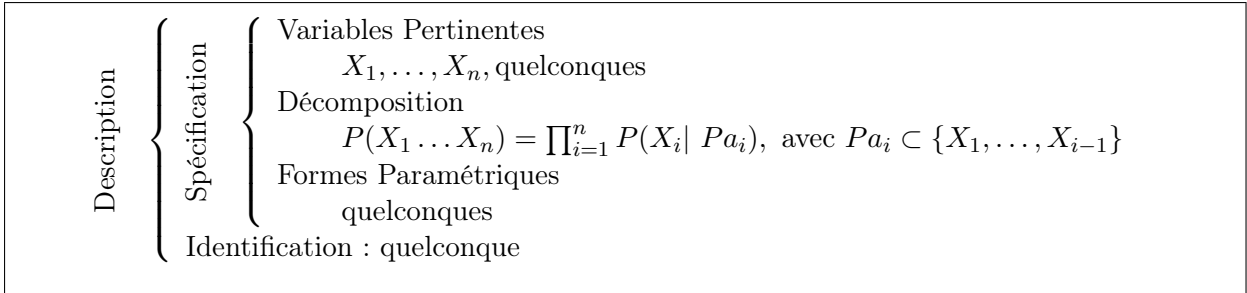 Description
Spécification
Variables Pertinentes
X_1, . . . , X_n, quelconques
Décomposition
P(X_1 . . . X_n) = ∏_{i=1}^{n} P(X_i| Pa_i), avec Pa_i ⊂ {X_1, . . . , X_{i−1}}
Formes Paramétriques
quelconques
Identification : quelconque